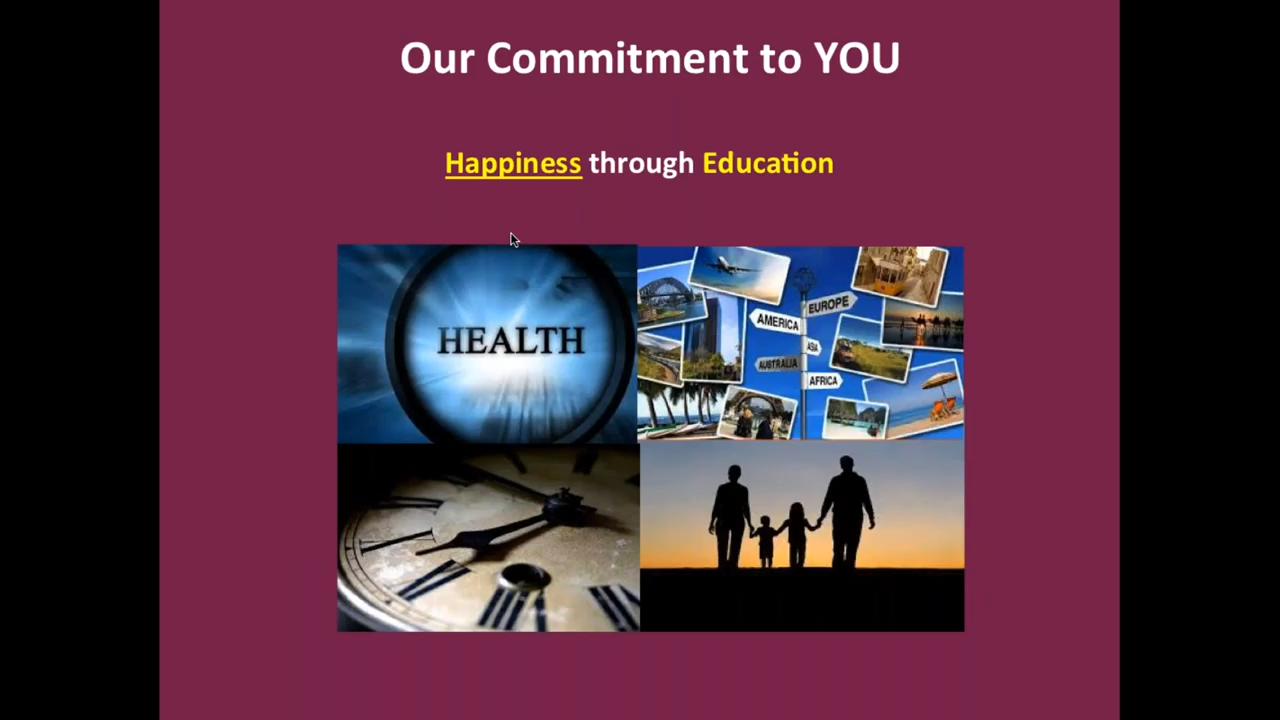 Our Commitment to YOU
Happiness through Education
HEALTH
EUROPE
AMERICA
ASIA
AUSTRALIA
AFRICA